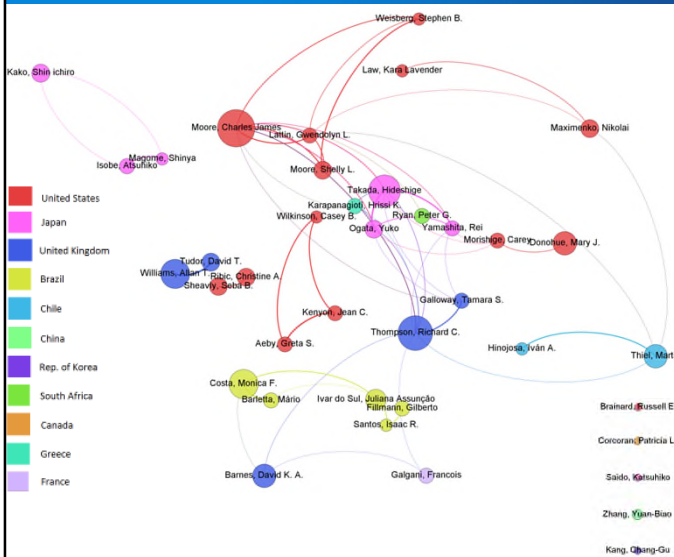 Weisberg, Stephen B.
Law, Kara Lavender
Kako, Shin ichiro
Moore, Charles James
Lattin, Gwendolyn L.
Maximenko, Nikolai
Magome, Shinya
Isobe, Atsuhiko
Moore, Shelly L.
Takada, Hideshige
Karapanagioti, Hrissi K.
Wilkinson, Casey B.
Ryan, Peter G.
Ogata, Yuko
Yamashita, Rei
Morishige, Carey
Donohue, Mary J.
Tudor, David T.
Williams, Allan T.
Ribic, Christine A.
Sheavly, Seba B.
Galloway, Tamara S.
Kenyon, Jean C.
Thompson, Richard C.
Aeby, Greta S.
Hinojosa, Iván A.
Thiel, Mart
Costa, Monica F.
Barletta, Mário
Ivar do Sul, Juliana Assunção
Fillmann, Gilberto
Santos, Isaac R.
Barnes, David K. A.
Galgani, Francois
Brainard, Russell E
Corcoran, Patricia L
Saido, Katsuhiko
Zhang, Yuan-Biao
Kang, Chang-Gu
United States
Japan
United Kingdom
Brazil
Chile
China
Rep. of Korea
South Africa
Canada
Greece
France